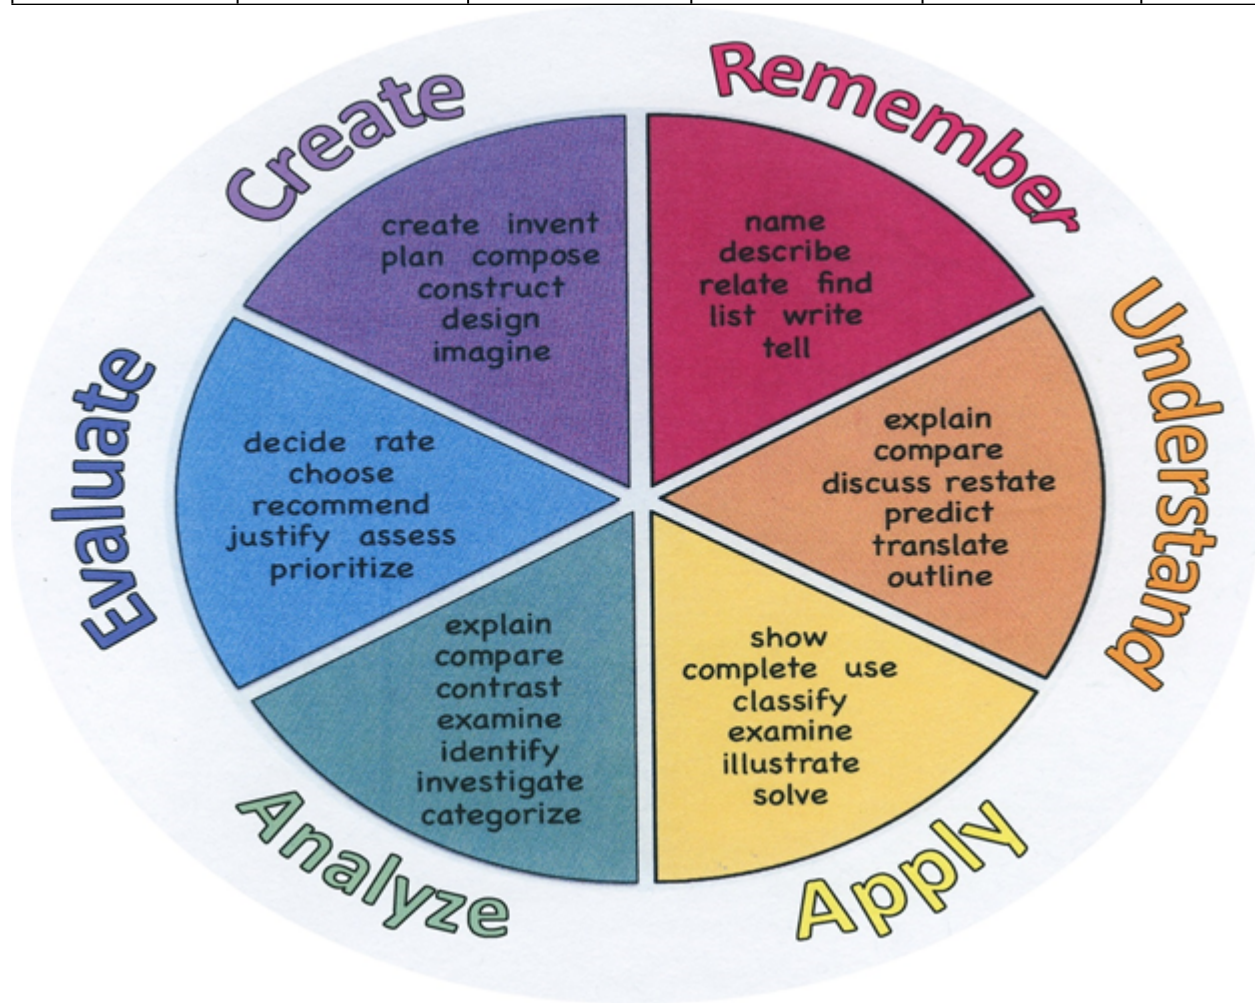 Remember
name
describe
relate find
list write
tell
Understand
explain
compare
discuss restate
predict
translate
outline
Apply
show
complete use
classify
examine
illustrate
solve
Analyze
explain
compare
contrast
examine
identify
investigate
categorize
Evaluate
decide rate
choose
recommend
justify assess
prioritize
Create
create invent
plan compose
construct
design
imagine